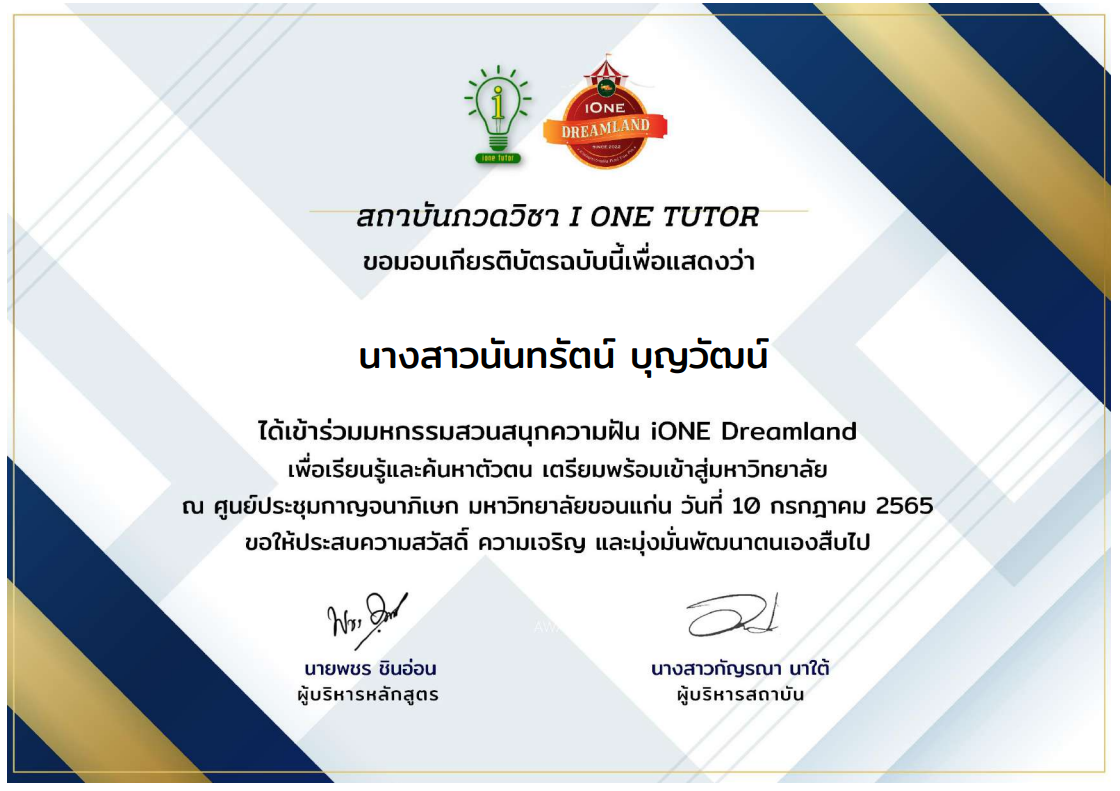 i
ione Tutor
iONE
DREAMLAND
SINCE 2022
สถาบันกวดวิชา I ONE TUTOR
ขอมอบเกียรติบัตรฉบับนี้เพื่อแสดงว่า
นางสาวนันทรัตน์ บุญวัฒน์
ได้เข้าร่วมมหกรรมสวนสนุกความฝัน iONE Dreamland
เพื่อเรียนรู้และค้นหาตัวตน เตรียมพร้อมเข้าสู่มหาวิทยาลัย
ณ ศูนย์ประชุมกาญจนาภิเษก มหาวิทยาลัยขอนแก่น วันที่ 10 กรกฎาคม 2565
ขอให้ประสบความสวัสดิ์ ความเจริญ และมุ่งมั่นพัฒนาตนเองสืบไป
นายพชร ชินอ่อน
ผู้บริหารหลักสูตร
นางสาวกัญรณา นาใต้
ผู้บริหารสถาบัน